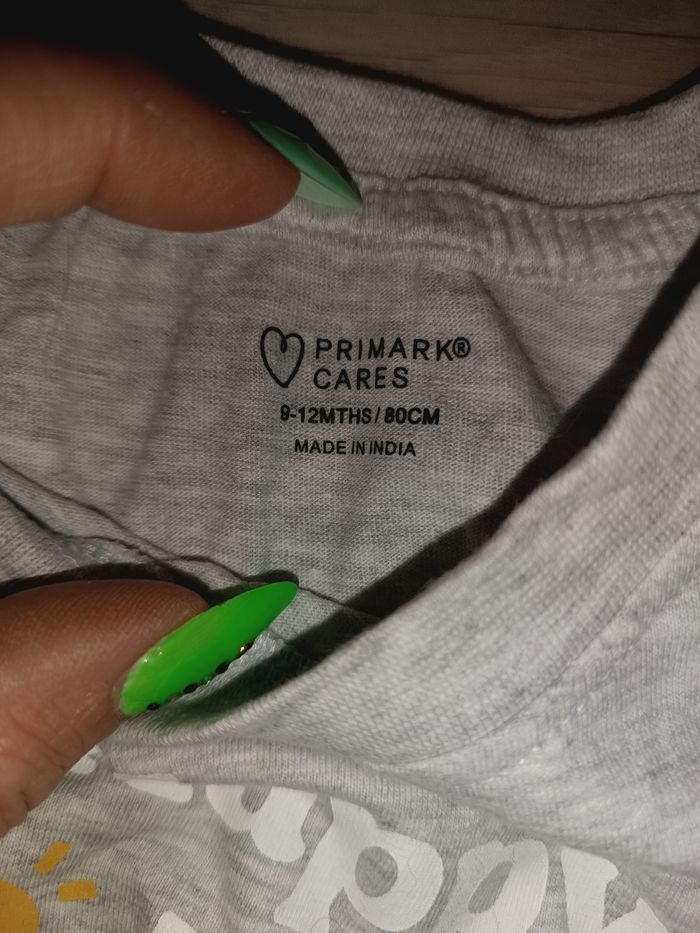 PRIMARK®
CARES
9-12MTHS/80CM
MADE IN INDIA